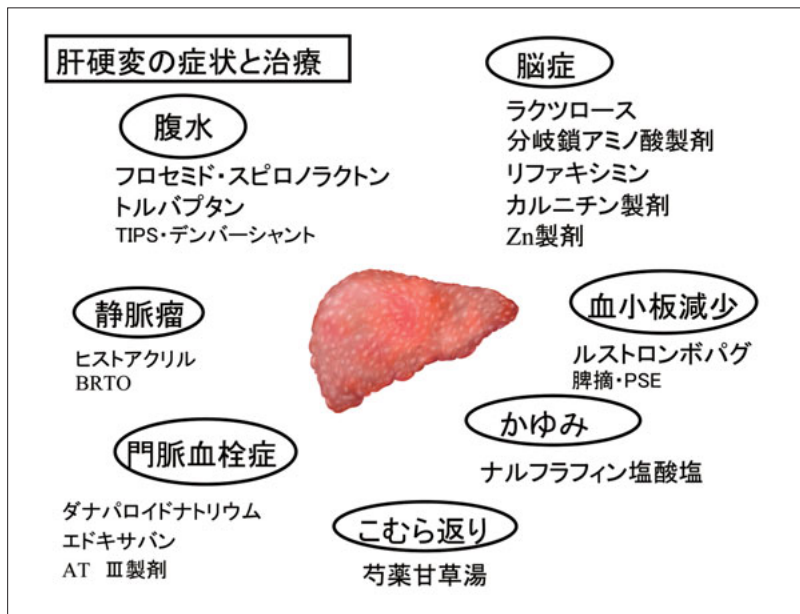 肝硬変の症状と治療
腹水
フロセミド・スピロノラクトン
トルバプタン
TIPS・デンバーシャント
脳症
ラクツロース
分岐鎖アミノ酸製剤
リファキシミン
カルニチン製剤
Zn製剤
静脈瘤
ヒストアクリル
BRTO
血小板減少
ルストロンボパグ
脾摘・PSE
かゆみ
ナルフラフィン塩酸塩
門脈血栓症
ダナパロイドナトリウム
エドキサバン
AT Ⅲ製剤
こむら返り
芍薬甘草湯